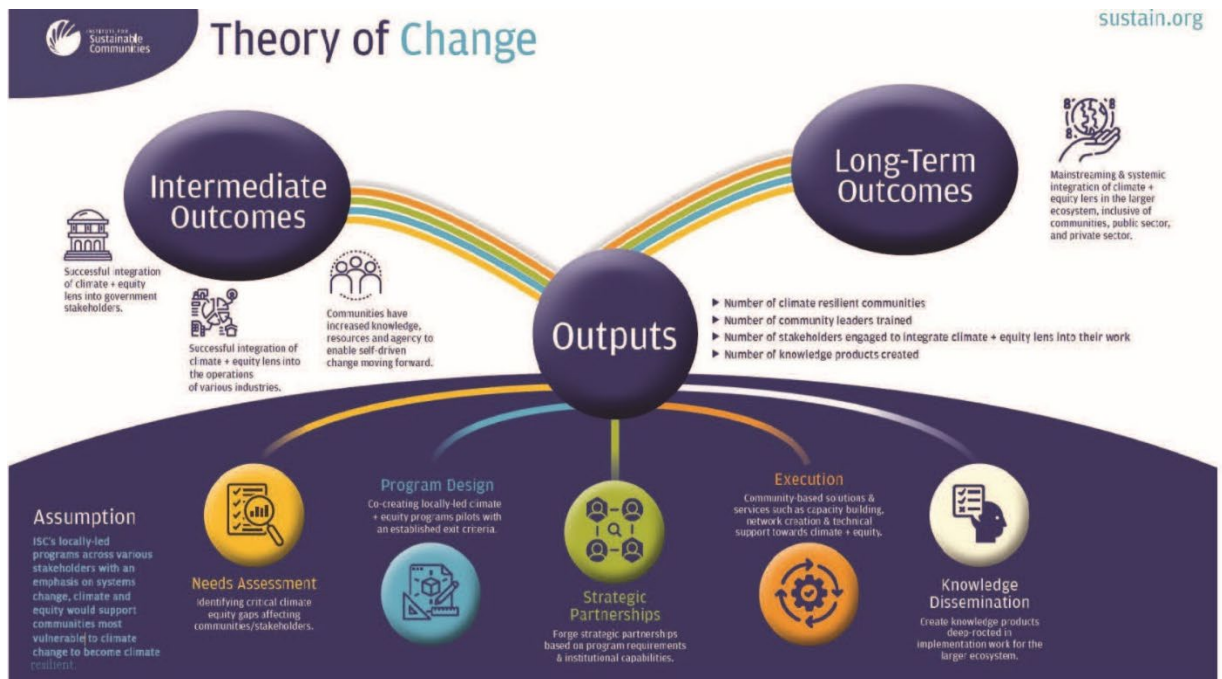 INSTITUTE FOR
Sustainable
Communities
Theory of Change
sustain.org
Intermediate
Outcomes
Successful integration
of climate + equity
lens into government
stakeholders.
Successful integration of
climate + equity lens into
the operations
of various industries.
Communities have
increased knowledge,
resources and agency to
enable self-driven
change moving forward.
Long-Term
Outcomes
Mainstreaming & systemic
integration of climate +
equity lens in the larger
ecosystem, inclusive of
communities, public sector,
and private sector.
Outputs
Number of climate resilient communities
Number of community leaders trained
Number of stakeholders engaged to integrate climate + equity lens into their work
Number of knowledge products created
Assumption
ISC's locally-led
programs across various
stakeholders with an
emphasis on systems
change, climate and
equity would support
communities most
vulnerable to climate
change to become climate
resilient.
Needs Assessment
Identifying critical climate
equity gaps affecting
communities/stakeholders.
Program Design
Co-creating locally-led climate
+ equity programs pilots with
an established exit criteria.
Strategic
Partnerships
Forge strategic partnerships
based on program requirements
& institutional capabilities.
Execution
Community-based solutions &
services such as capacity building,
network creation & technical
support towards climate + equity.
Knowledge
Dissemination
Create knowledge products
deep-rooted in
implementation work for the
larger ecosystem.